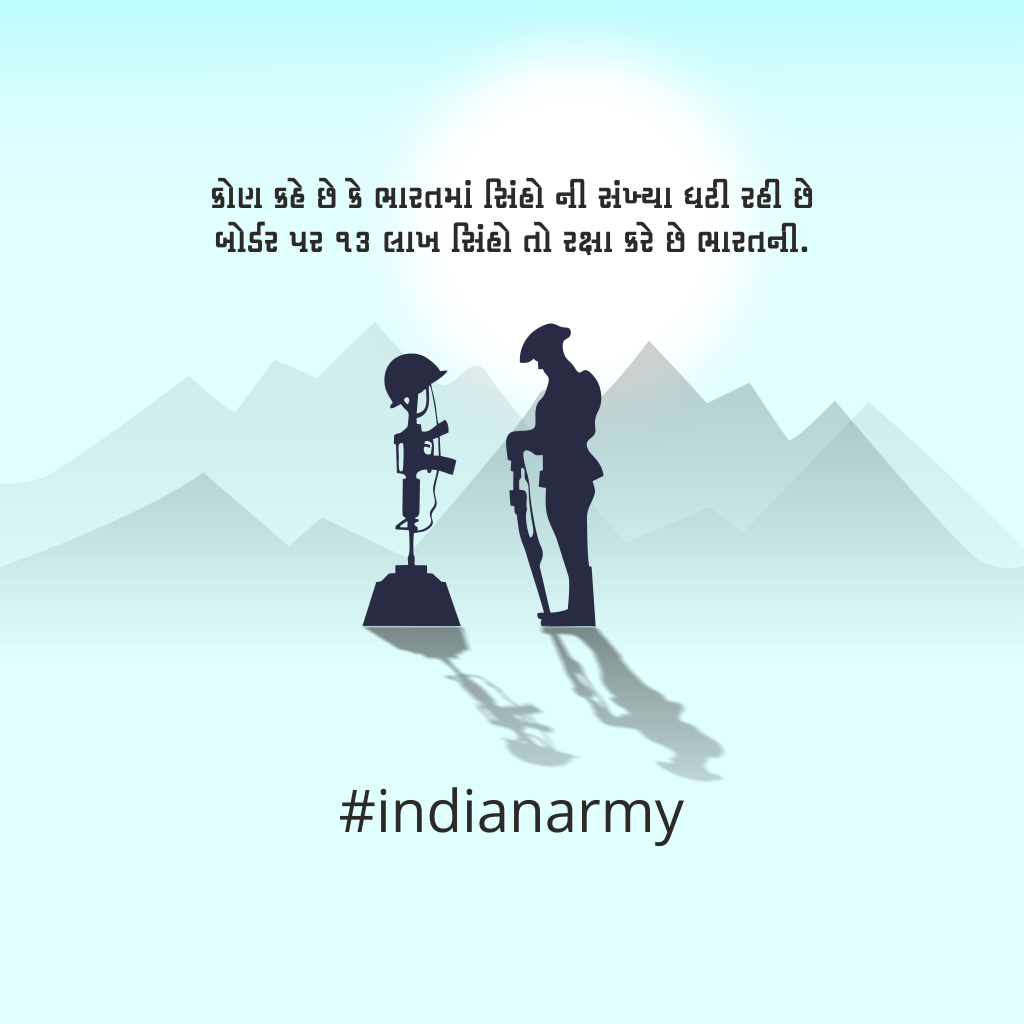 કોણ કહે છે કે ભારતમાં સિંહો ની સંખ્યા ઘટી રહી છે
બોર્ડર પર ૧૩ લાખ સિંહો તો રક્ષા કરે છે ભારતની.
#indianarmy